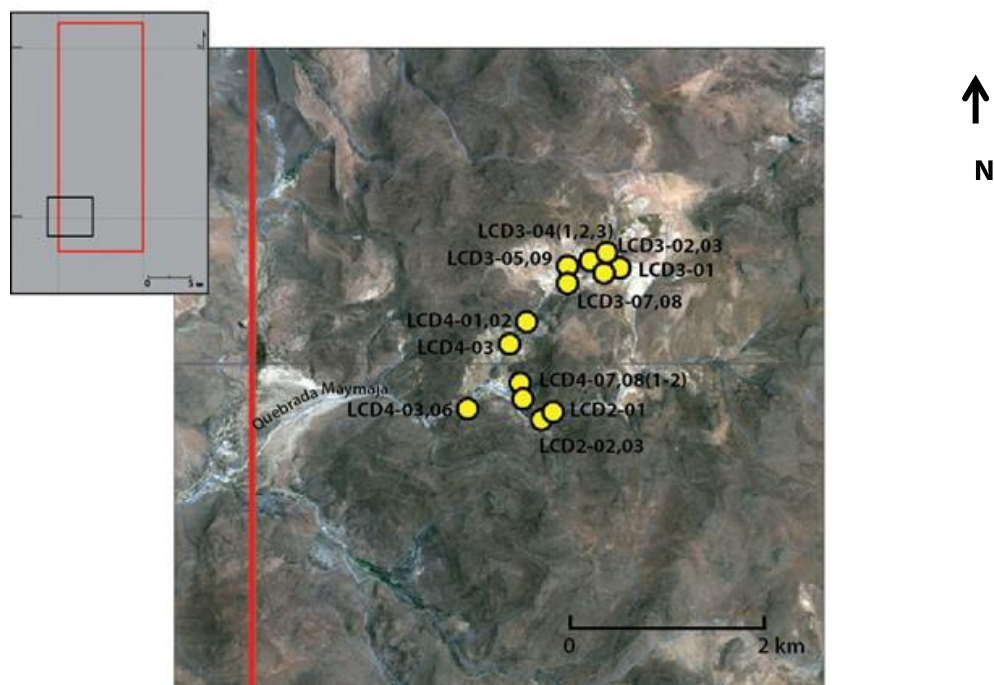 N
LCD3-04(1,2,3)
LCD3-02,03
LCD3-05,09
LCD3-01
LCD3-07,08
LCD4-01,02
LCD4-03
LCD4-07,08(1-2)
Quebrada Maymaja
LCD4-03,06
LCD2-01
LCD2-02,03
0
2 km
0